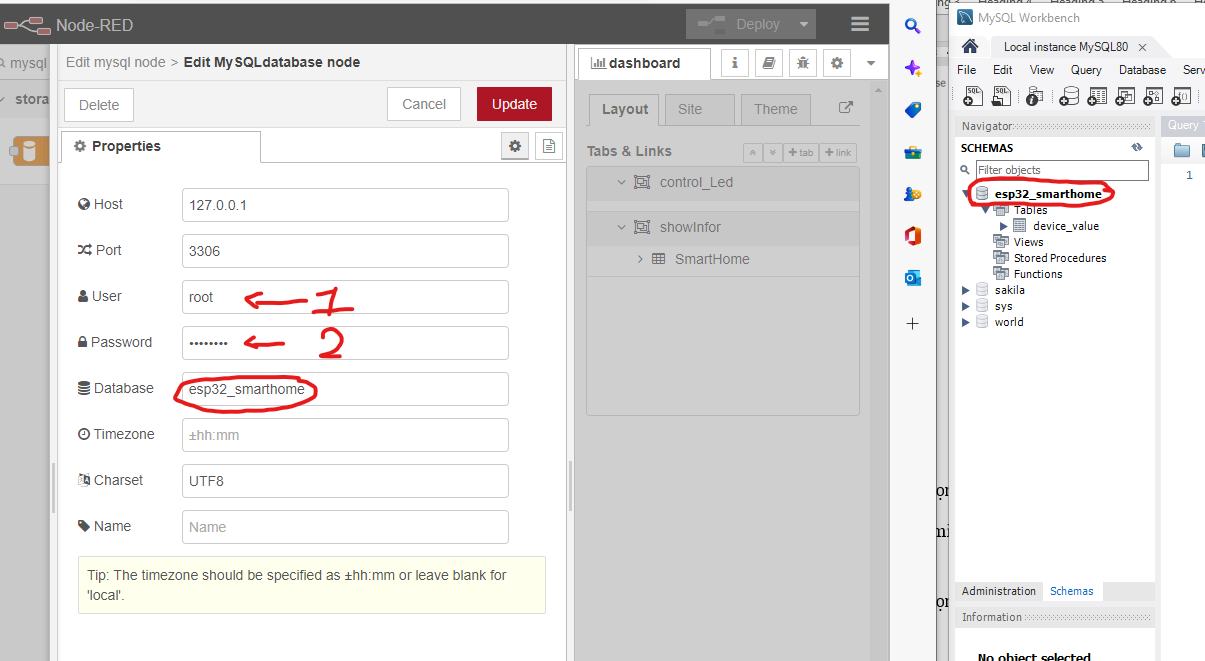 Node-RED
Deploy
mysql
stora
Edit mysql node > Edit MySQLdatabase node
Delete
Cancel
Update
Properties
Host
127.0.0.1
Port
3306
User
root
1
Password
••••••••
2
Database
esp32_smarthome
Timezone
±hh:mm
Charset
UTF8
Name
Name
Tip: The timezone should be specified as ±hh:mm or leave blank for
'local'.
dashboard
i
Layout
Site
Theme
Tabs & Links
+ tab
+ link
control_Led
showInfor
SmartHome
MySQL Workbench
Local instance MySQL80
File Edit View Query Database Serv
SQL
SQL
Navigator
Query
SCHEMAS
Filter objects
1
esp32_smarthome
Tables
device_value
Views
Stored Procedures
Functions
sakila
sys
world
Administration Schemas
Information
No object selected